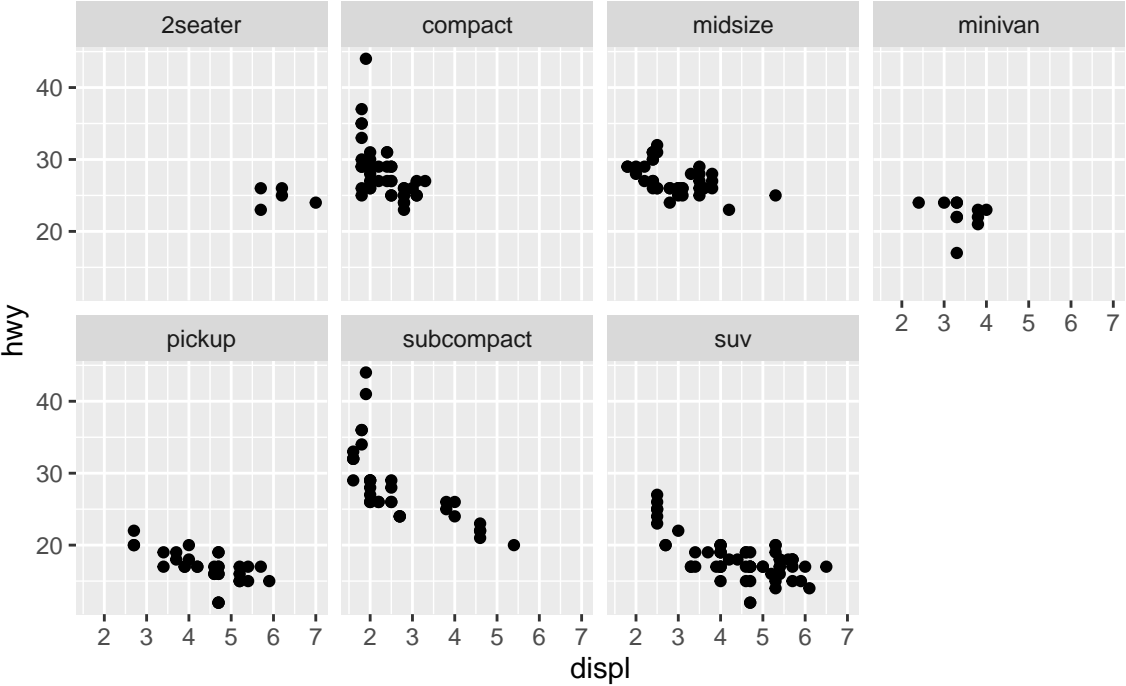 2seater compact midsize minivan
40
30
20
2 3 4 5 6 7
hwy
pickup subcompact suv
40
30
20
2 3 4 5 6 7 2 3 4 5 6 7 2 3 4 5 6 7
displ